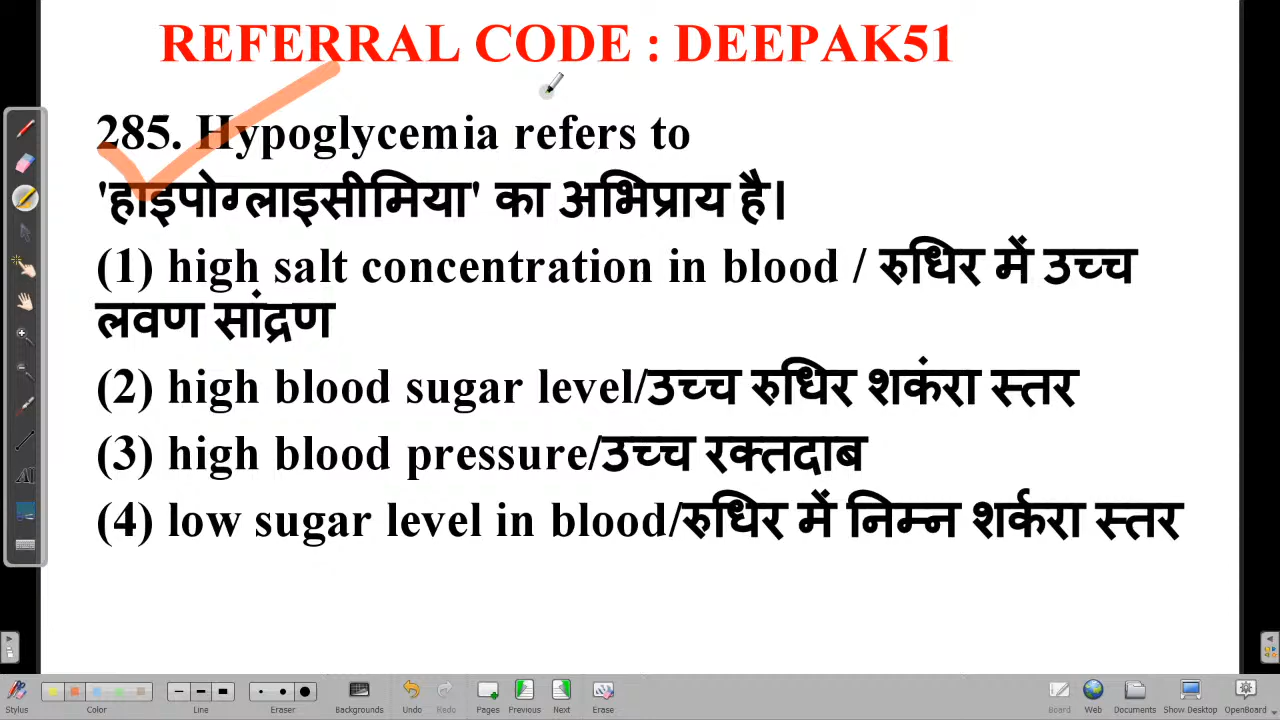 REFERRAL CODE : DEEPAK51
285. Hypoglycemia refers to
'हाइपोग्लाइसीमिया' का अभिप्राय है।
(1) high salt concentration in blood / रुधिर में उच्च
लवण सांद्रण
(2) high blood sugar level/उच्च रुधिर शकंरा स्तर
(3) high blood pressure/उच्च रक्तदाब
(4) low sugar level in blood/रुधिर में निम्न शर्करा स्तर
Stylus Color Line Eraser Backgrounds Undo Redo Pages Previous Next Erase Board Web Documents Show Desktop OpenBoard